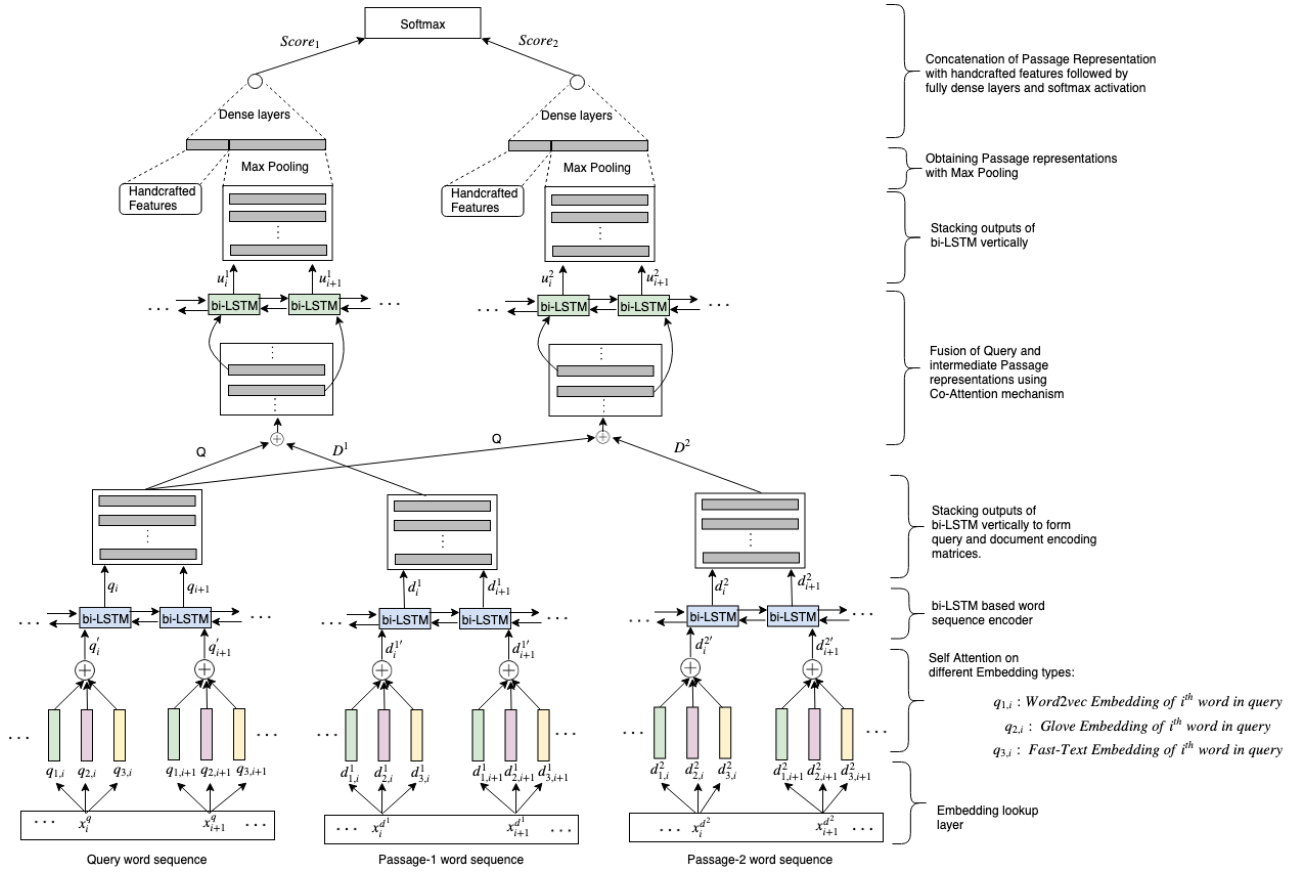 Softmax
Score₁
Score₂
Concatenation of Passage Representation
with handcrafted features followed by
fully dense layers and softmax activation
Dense layers
Dense layers
Max Pooling
Max Pooling
Obtaining Passage representations
with Max Pooling
Handcrafted
Features
Handcrafted
Features
⋮
⋮
Stacking outputs of
bi-LSTM vertically
u_i^1
u_{i+1}^1
u_i^2
u_{i+1}^2
... bi-LSTM bi-LSTM ...
... bi-LSTM bi-LSTM ...
⋮
⋮
⋮
⋮
Fusion of Query and
intermediate Passage
representations using
Co-Attention mechanism
+
+
Q
D^1
Q
D^2
⋮
⋮
⋮
Stacking outputs of
bi-LSTM vertically to form
query and document encoding
matrices.
q_i
q_{i+1}
d_i^1
d_{i+1}^1
d_i^2
d_{i+1}^2
... bi-LSTM bi-LSTM ...
... bi-LSTM bi-LSTM ...
... bi-LSTM bi-LSTM ...
bi-LSTM based word
sequence encoder
q_i^'
q_{i+1}^'
d_i^{1'}
d_{i+1}^{1'}
d_i^{2'}
d_{i+1}^{2'}
+ + + + + +
Self Attention on
different Embedding types:
q_{1,i} : Word2vec Embedding of i^{th} word in query
q_{2,i} : Glove Embedding of i^{th} word in query
q_{3,i} : Fast-Text Embedding of i^{th} word in query
... ... ... ... ... ... ...
q_{1,i} q_{2,i} q_{3,i} q_{1,i+1} q_{2,i+1} q_{3,i+1}
d_{1,i}^1 d_{2,i}^1 d_{3,i}^1 d_{1,i+1}^1 d_{2,i+1}^1 d_{3,i+1}^1
d_{1,i}^2 d_{2,i}^2 d_{3,i}^2 d_{1,i+1}^2 d_{2,i+1}^2 d_{3,i+1}^2
Embedding lookup
layer
... x_i^q x_{i+1}^q ...
... x_i^{d^1} x_{i+1}^{d^1} ...
... x_i^{d^2} x_{i+1}^{d^2} ...
Query word sequence
Passage-1 word sequence
Passage-2 word sequence